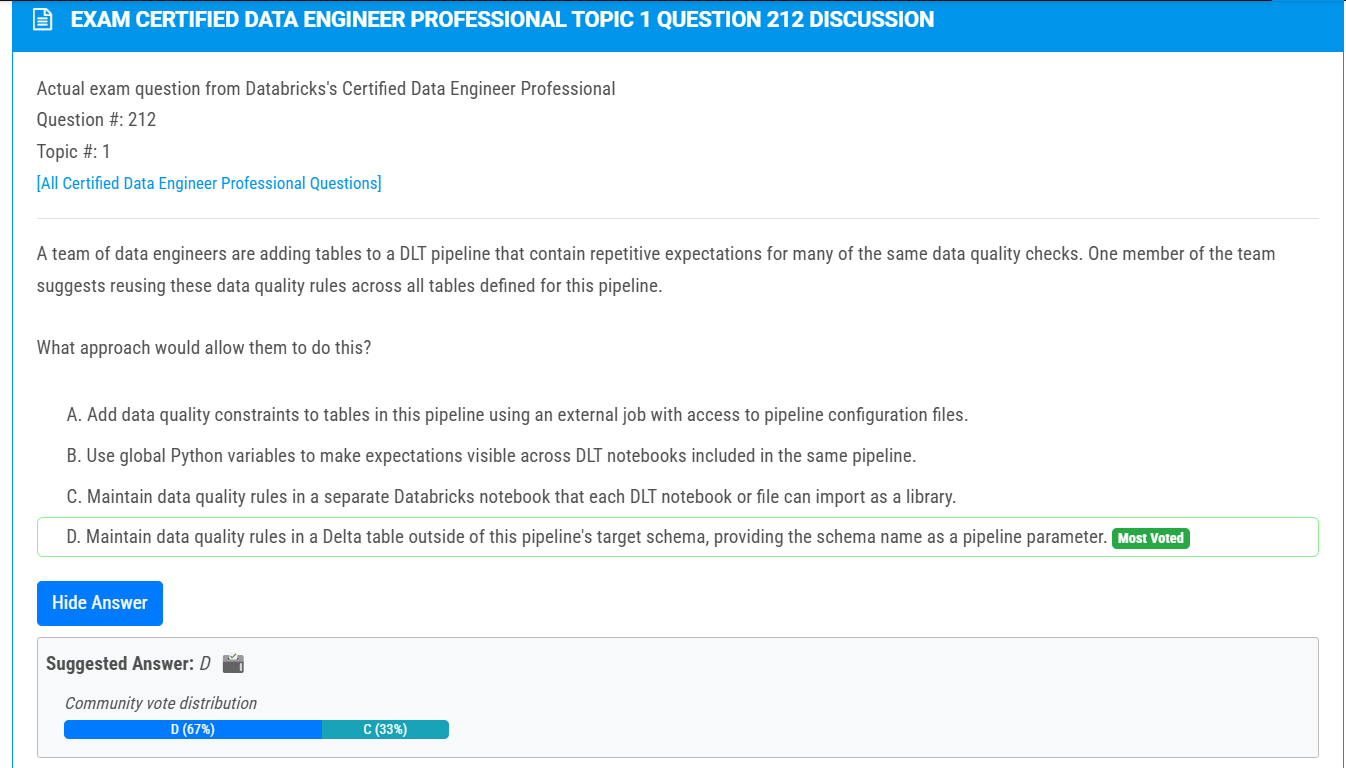 EXAM CERTIFIED DATA ENGINEER PROFESSIONAL TOPIC 1 QUESTION 212 DISCUSSION
Actual exam question from Databricks's Certified Data Engineer Professional
Question #: 212
Topic #: 1
[All Certified Data Engineer Professional Questions]
A team of data engineers are adding tables to a DLT pipeline that contain repetitive expectations for many of the same data quality checks. One member of the team
suggests reusing these data quality rules across all tables defined for this pipeline.
What approach would allow them to do this?
A. Add data quality constraints to tables in this pipeline using an external job with access to pipeline configuration files.
B. Use global Python variables to make expectations visible across DLT notebooks included in the same pipeline.
C. Maintain data quality rules in a separate Databricks notebook that each DLT notebook or file can import as a library.
D. Maintain data quality rules in a Delta table outside of this pipeline's target schema, providing the schema name as a pipeline parameter. Most Voted
Hide Answer
Suggested Answer: D
Community vote distribution
D (67%) C (33%)